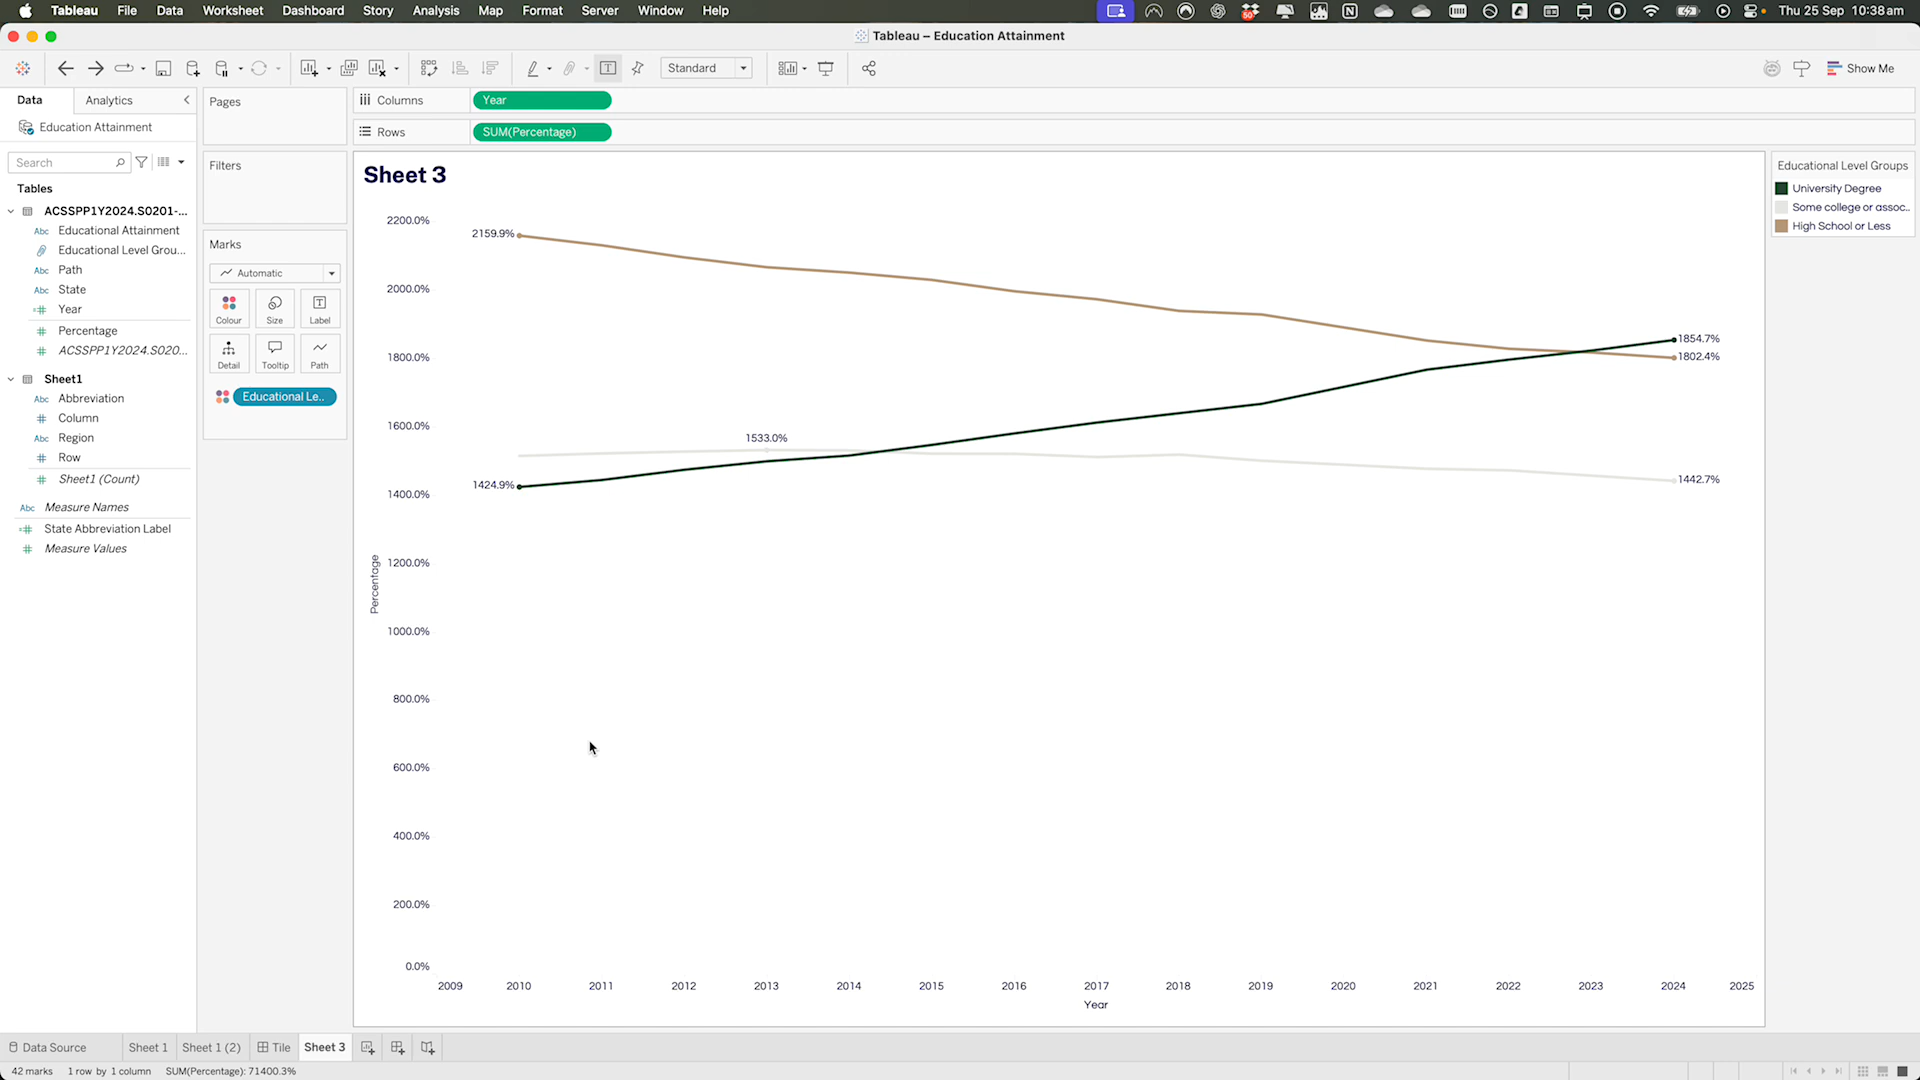 Tableau File Data Worksheet Dashboard Story Analysis Map Format Server Window Help Thu 25 Sep 10:38 am
Tableau – Education Attainment
Standard
Show Me
Data Analytics
Education Attainment
Search
Tables
ACSSPP1Y2024.S0201-...
Educational Attainment
Educational Level Grou...
Path
State
Year
Percentage
ACSSPP1Y2024.S020...
Sheet1
Abbreviation
Column
Region
Row
Sheet1 (Count)
Measure Names
State Abbreviation Label
Measure Values
Pages
Filters
Marks
Automatic
Colour Size Label
Detail Tooltip Path
Educational Le..
Columns Year
Rows SUM(Percentage)
Sheet 3
2200.0%
2000.0%
1800.0%
1600.0%
1400.0%
1200.0%
1000.0%
800.0%
600.0%
400.0%
200.0%
0.0%
Percentage
2159.9%
1854.7%
1802.4%
1533.0%
1424.9%
1442.7%
2009 2010 2011 2012 2013 2014 2015 2016 2017 2018 2019 2020 2021 2022 2023 2024 2025
Year
Educational Level Groups
University Degree
Some college or assoc..
High School or Less
Data Source Sheet 1 Sheet 1 (2) Tile Sheet 3
42 marks 1 row by 1 column SUM(Percentage): 71400.3%